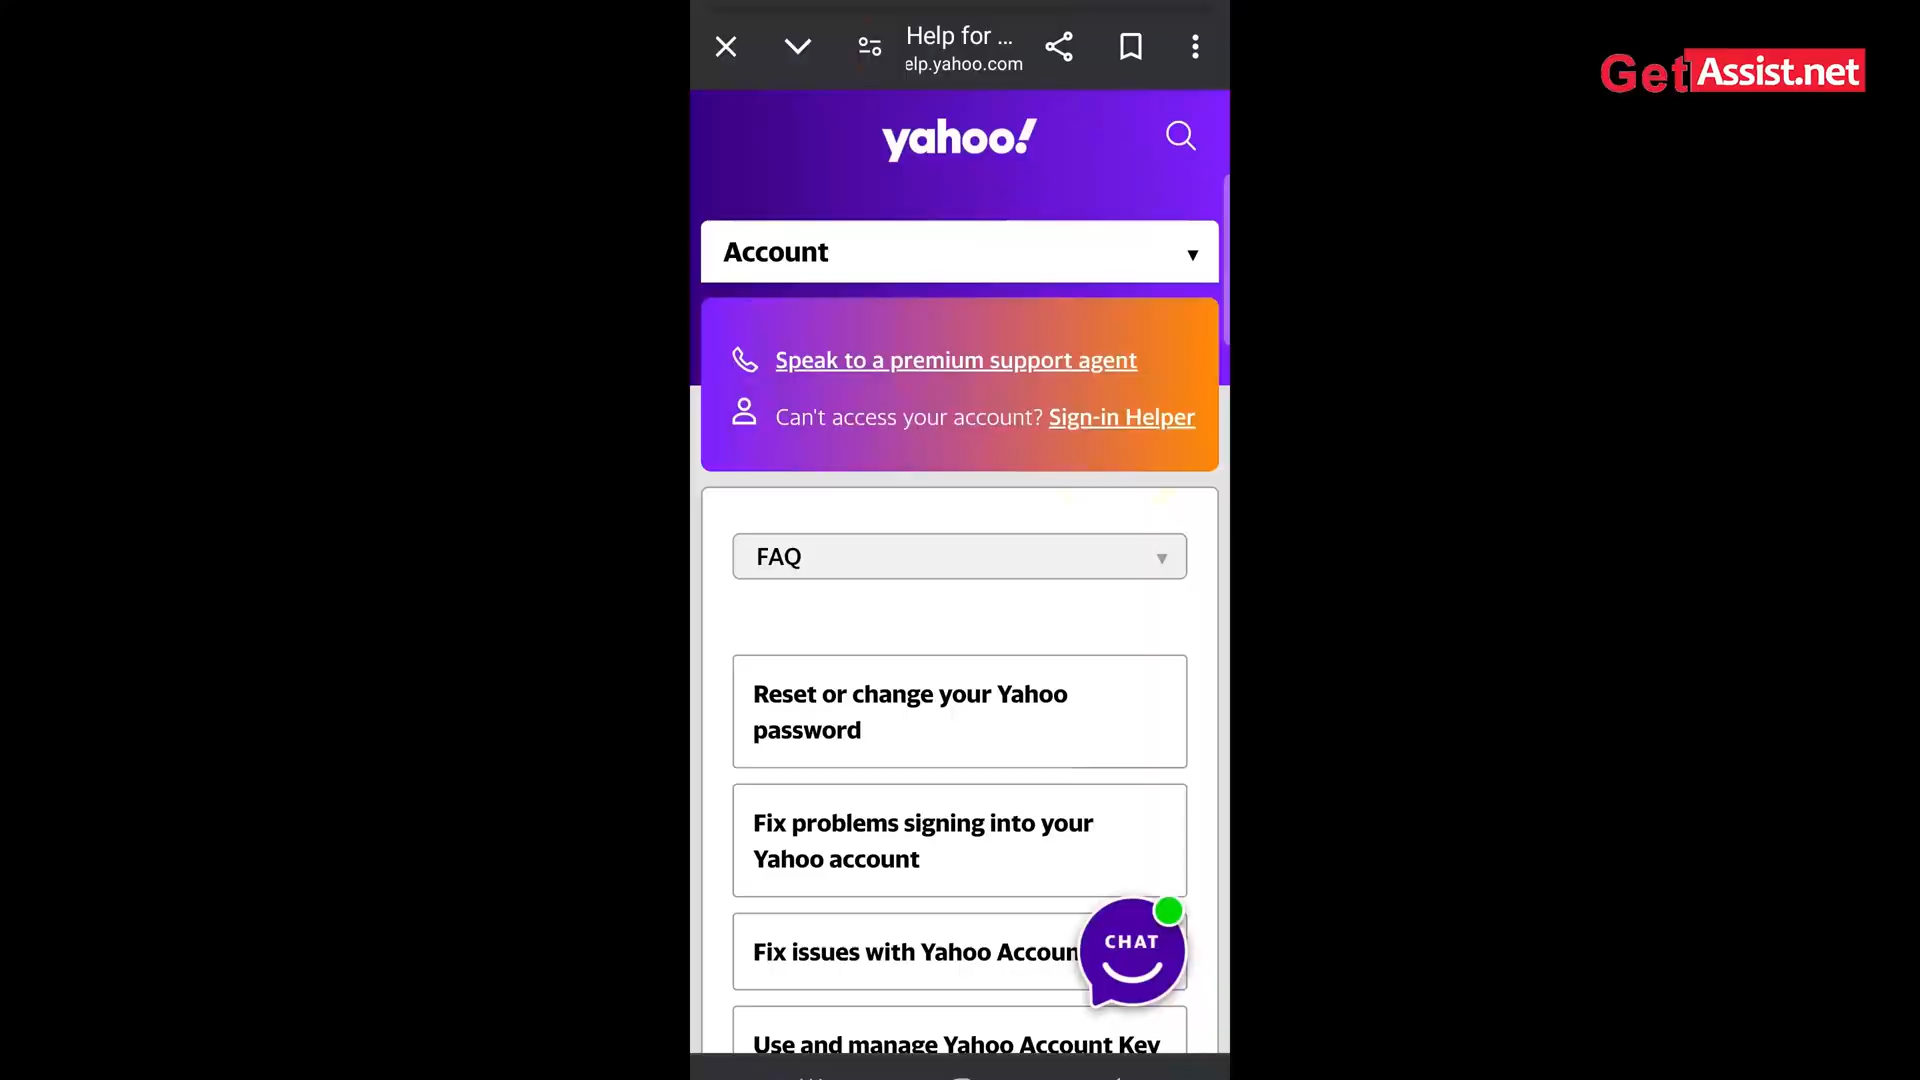 Help for ...
elp.yahoo.com
GetAssist.net
yahoo!
Account
Speak to a premium support agent
Can't access your account? Sign-in Helper
FAQ
Reset or change your Yahoo
password
Fix problems signing into your
Yahoo account
Fix issues with Yahoo Accoun
CHAT
Use and manage Yahoo Account Key